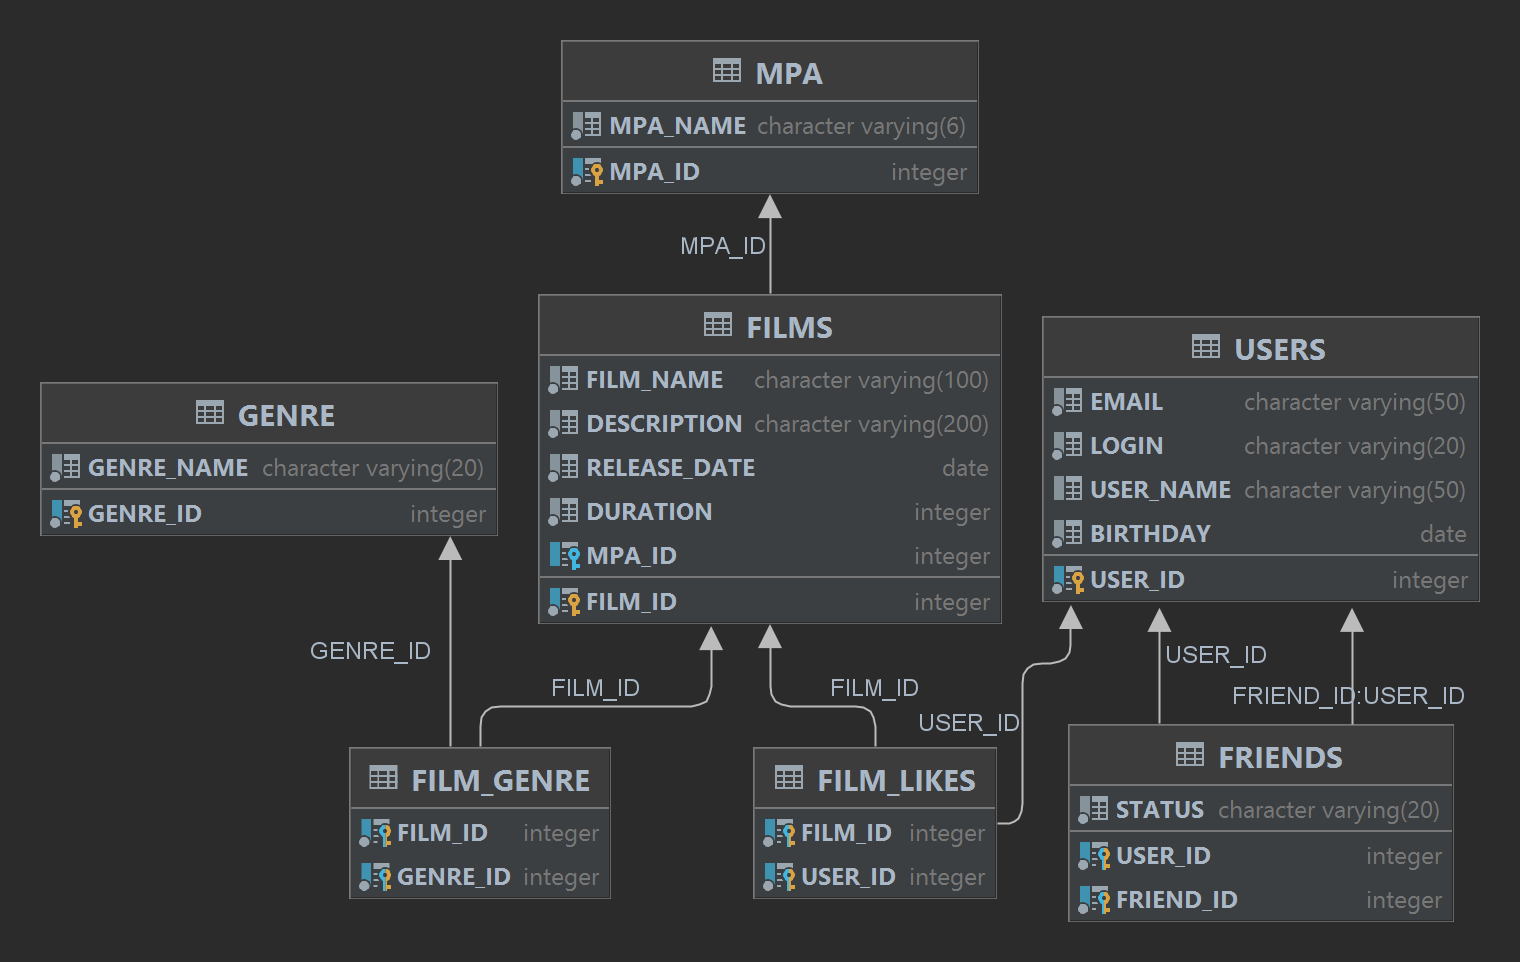 MPA
MPA_NAME character varying(6)
MPA_ID integer
MPA_ID
FILMS
FILM_NAME character varying(100)
DESCRIPTION character varying(200)
RELEASE_DATE date
DURATION integer
MPA_ID integer
FILM_ID integer
USERS
EMAIL character varying(50)
LOGIN character varying(20)
USER_NAME character varying(50)
BIRTHDAY date
USER_ID integer
GENRE
GENRE_NAME character varying(20)
GENRE_ID integer
GENRE_ID
FILM_ID
FILM_ID
USER_ID
USER_ID
FRIEND_ID:USER_ID
FILM_GENRE
FILM_ID integer
GENRE_ID integer
FILM_LIKES
FILM_ID integer
USER_ID integer
FRIENDS
STATUS character varying(20)
USER_ID integer
FRIEND_ID integer